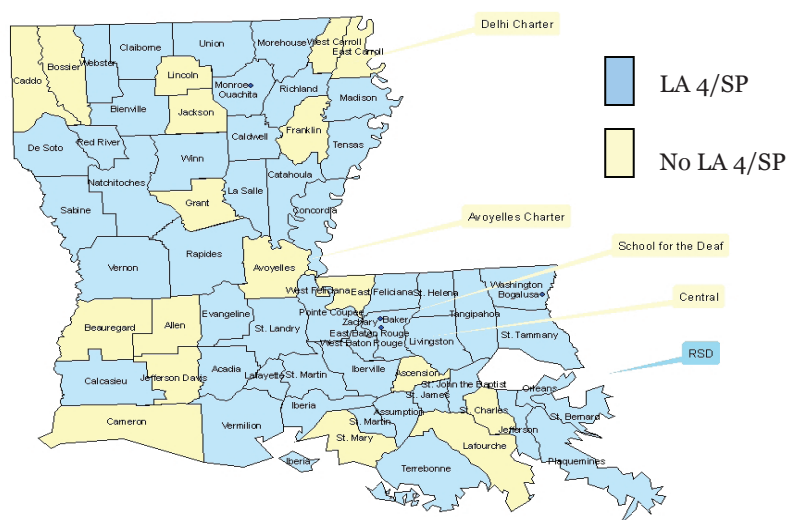 Delhi Charter
Claiborne
Union
Morehouse
West Carroll
East Carroll
Webster
Bossier
Caddo
Lincoln
Monroe
Ouachita
Richland
Madison
LA 4/SP
Bienville
Jackson
Franklin
Caldwell
Tensas
No LA 4/SP
De Soto
Red River
Winn
Natchitoches
Catahoula
La Salle
Sabine
Grant
Concordia
Avoyelles Charter
Rapides
Vernon
Avoyelles
School for the Deaf
Washington
Bogalusa
West Feliciana
East Feliciana
St. Helena
Central
Pointe Coupee
Evangeline
Zachary
Baker
Tangipahoa
Beauregard
Allen
St. Landry
East Baton Rouge
West Baton Rouge
Livingston
St. Tammany
RSD
Acadia
Lafayette
St. Martin
Iberville
Ascension
Calcasieu
Jefferson Davis
St. John the Baptist
Orleans
St. James
Iberia
Assumption
St. Charles
St. Bernard
Cameron
Vermilion
St. Martin
Jefferson
St. Mary
Lafourche
Iberia
Terrebonne
Plaquemines